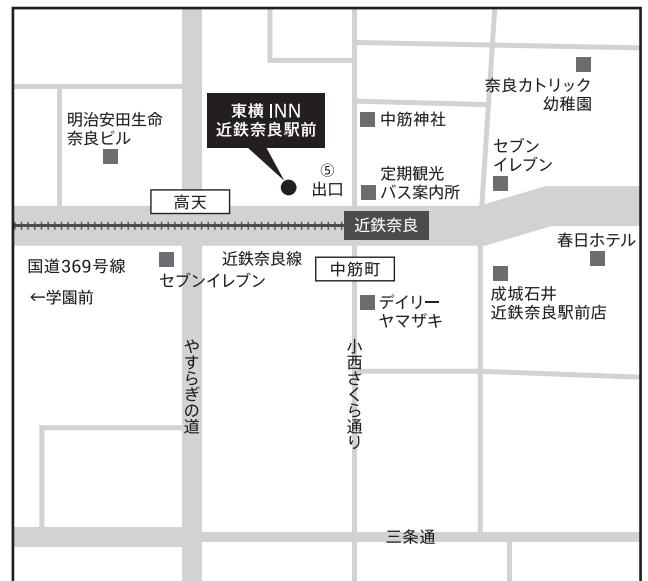 奈良カトリック
幼稚園
明治安田生命
奈良ビル
東横 INN
近鉄奈良駅前
中筋神社
セブン
イレブン
⑤
出口
定期観光
バス案内所
高天
近鉄奈良
春日ホテル
国道369号線
←学園前
近鉄奈良線
セブンイレブン
中筋町
成城石井
近鉄奈良駅前店
デイリー
ヤマザキ
やすらぎの道
小西さくら通り
三条通